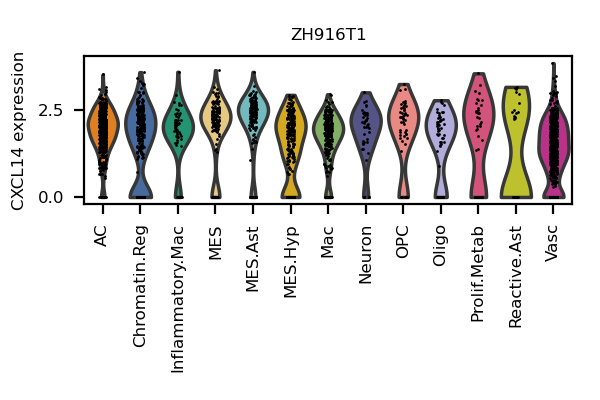 ZH916T1
CXCL14 expression
2.5
0.0
AC
Chromatin.Reg
Inflammatory.Mac
MES
MES.Ast
MES.Hyp
Mac
Neuron
OPC
Oligo
Prolif.Metab
Reactive.Ast
Vasc